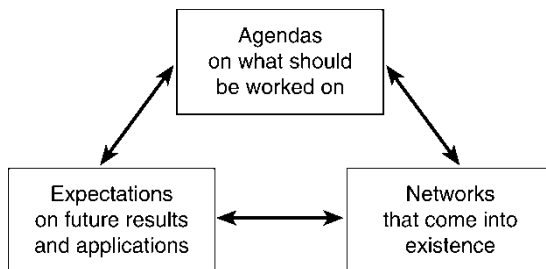 Agendas
on what should
be worked on
Expectations
on future results
and applications
Networks
that come into
existence